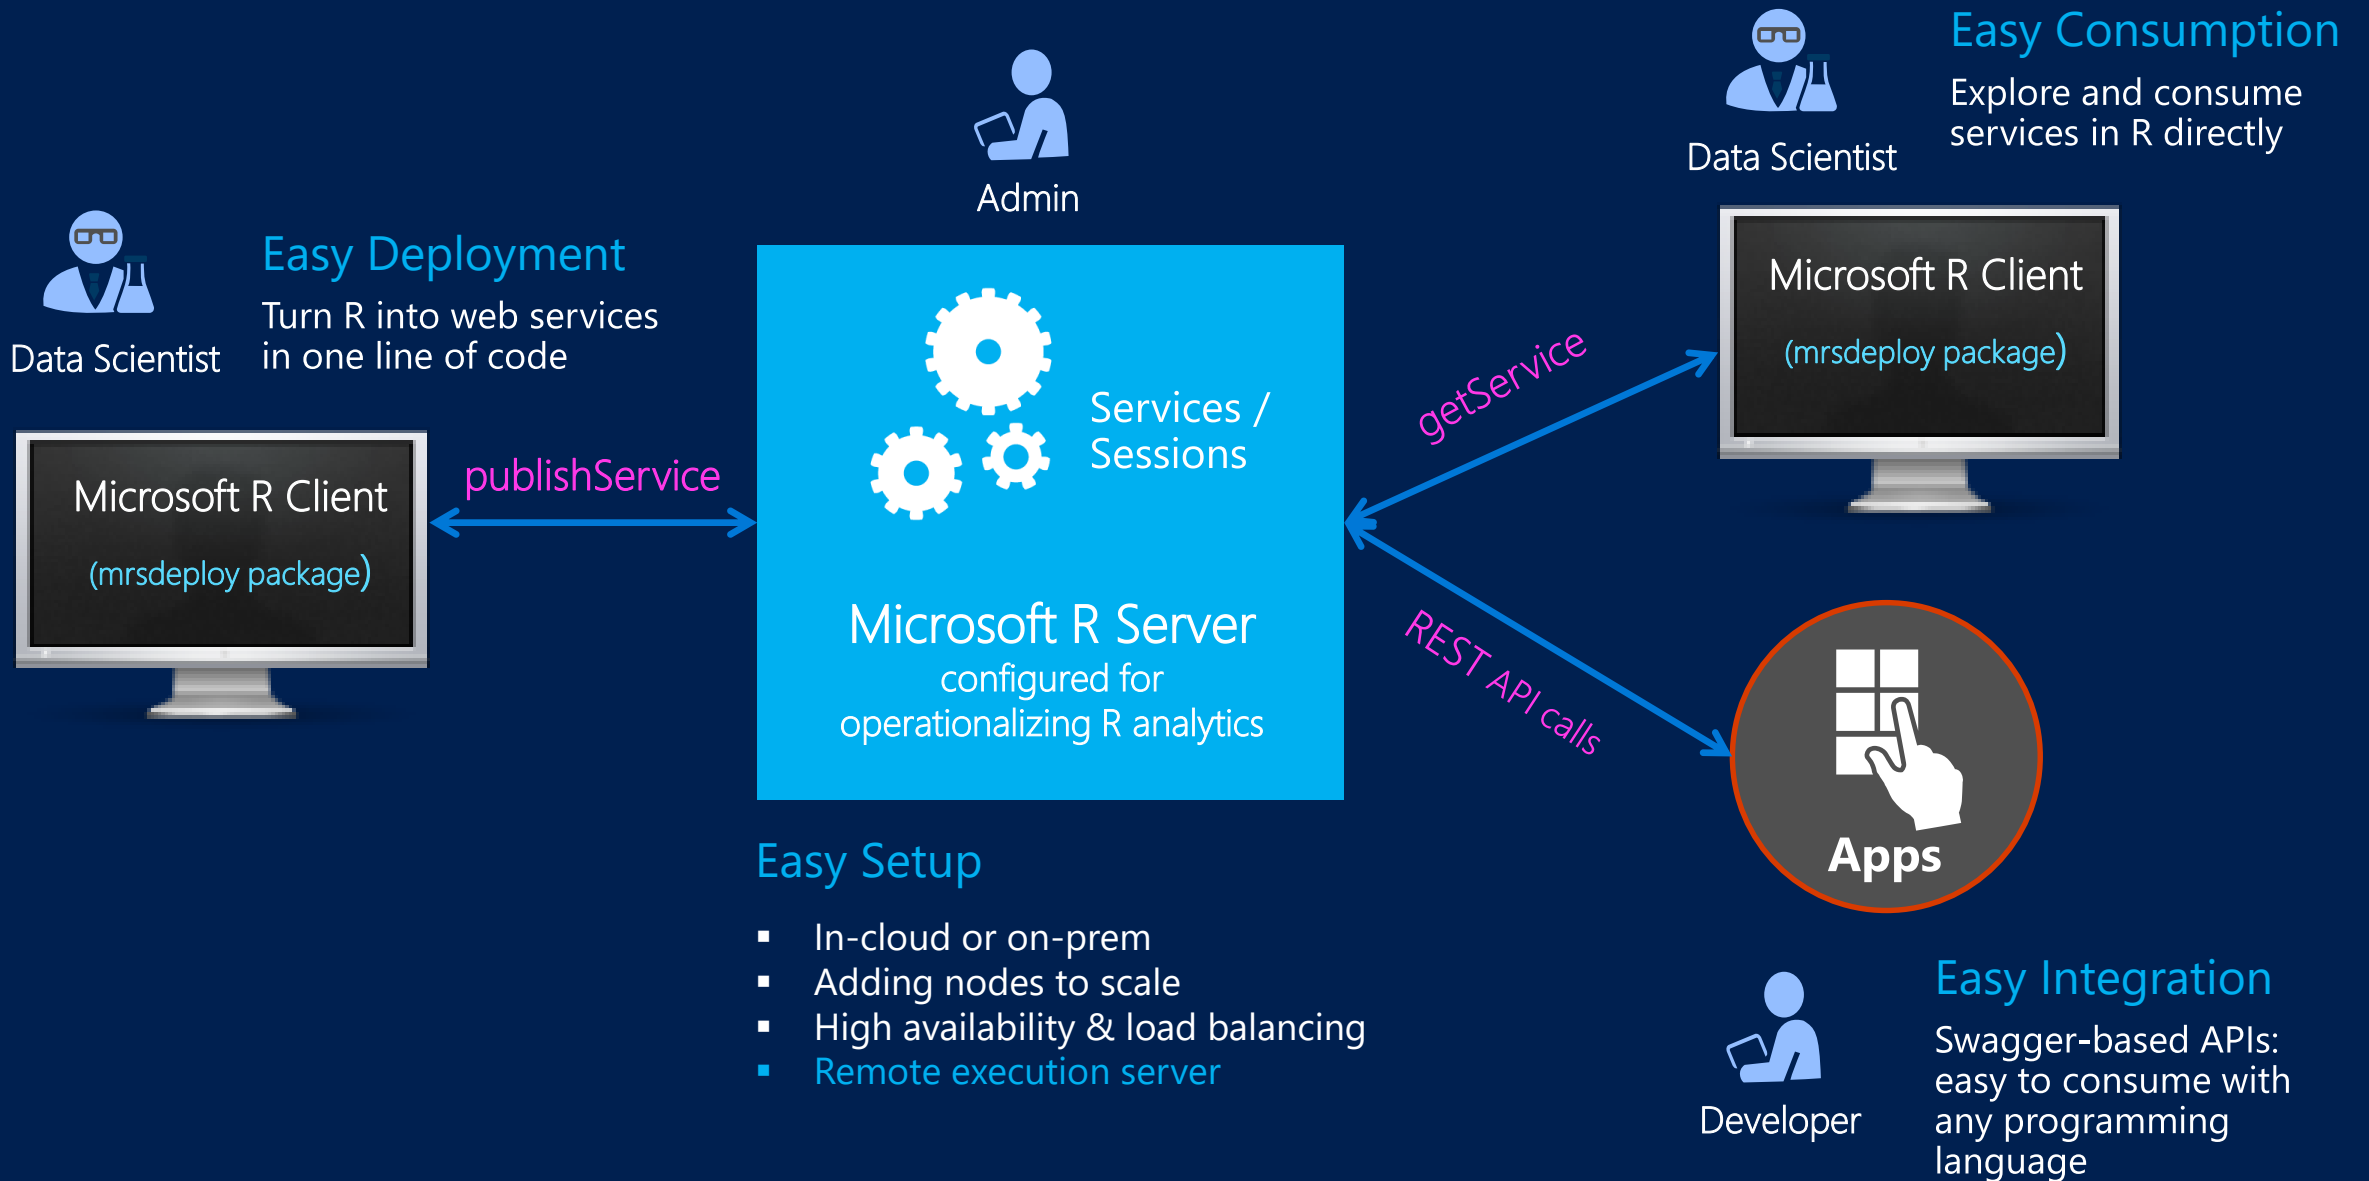 Data Scientist
Easy Deployment
Turn R into web services
in one line of code
Microsoft R Client
(mrsdeploy package)
publishService
Admin
Services /
Sessions
Microsoft R Server
configured for
operationalizing R analytics
Easy Setup
▪ In-cloud or on-prem
▪ Adding nodes to scale
▪ High availability & load balancing
▪ Remote execution server
getService
REST API calls
Data Scientist
Easy Consumption
Explore and consume
services in R directly
Microsoft R Client
(mrsdeploy package)
Apps
Developer
Easy Integration
Swagger-based APIs:
easy to consume with
any programming
language